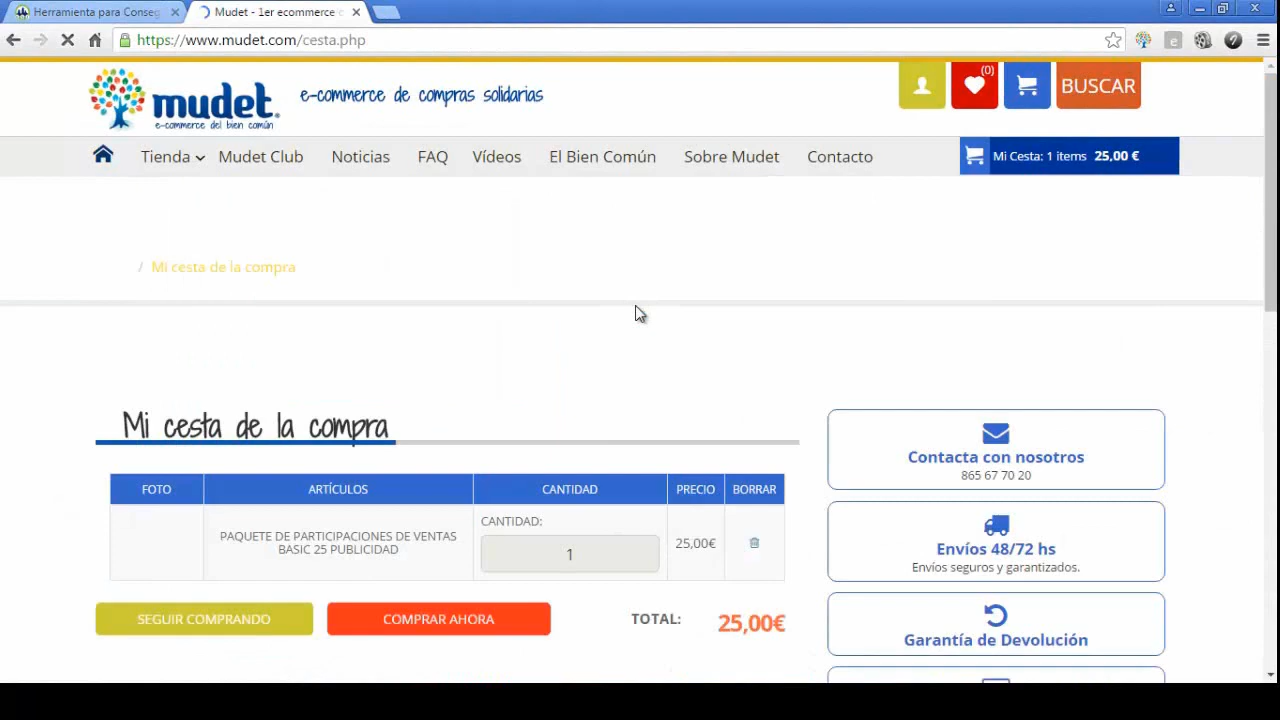 Herramienta para Conseg
Mudet - 1er ecommerce c
https://www.mudet.com/cesta.php
mudet
e-commerce del bien común
e-commerce de compras solidarias
(0)
BUSCAR
Tienda
Mudet Club
Noticias
FAQ
Vídeos
El Bien Común
Sobre Mudet
Contacto
Mi Cesta: 1 items 25,00 €
/ Mi cesta de la compra
Mi cesta de la compra
FOTO
ARTÍCULOS
CANTIDAD
PRECIO
BORRAR
PAQUETE DE PARTICIPACIONES DE VENTAS
BASIC 25 PUBLICIDAD
CANTIDAD:
1
25,00€
SEGUIR COMPRANDO
COMPRAR AHORA
TOTAL:
25,00€
Contacta con nosotros
865 67 70 20
Envíos 48/72 hs
Envíos seguros y garantizados.
Garantía de Devolución